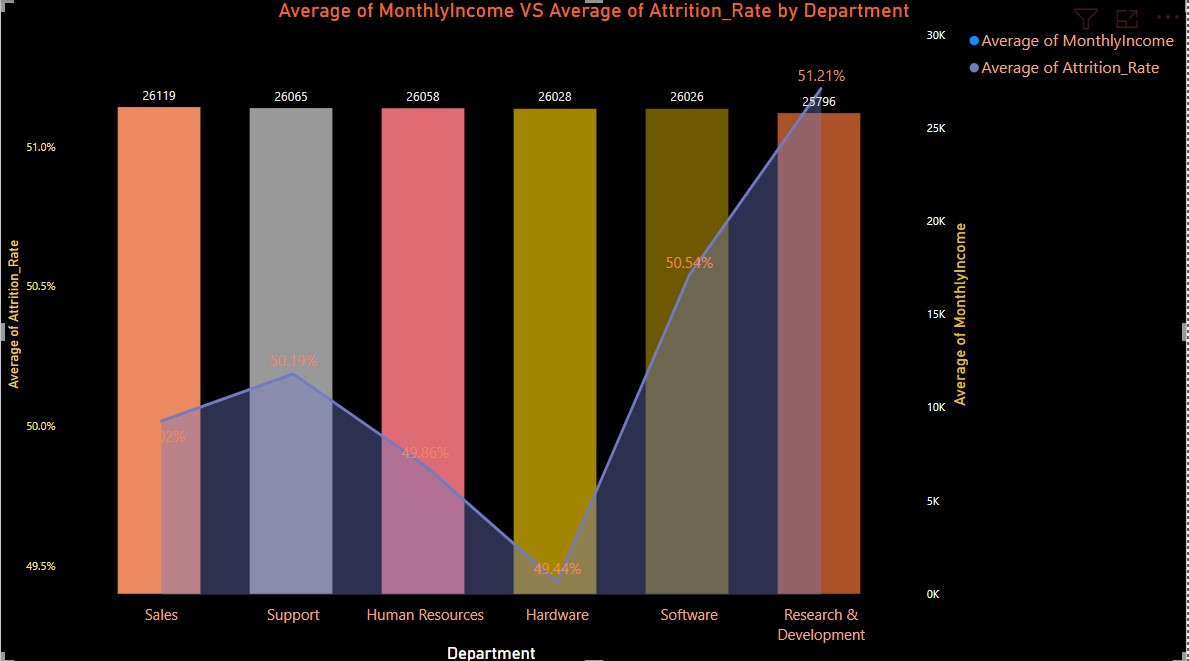 Average of MonthlyIncome VS Average of Attrition_Rate by Department
Average of MonthlyIncome
Average of Attrition_Rate
30K
25K
20K
15K
10K
5K
0K
Average of MonthlyIncome
51.0%
50.5%
50.0%
49.5%
Average of Attrition_Rate
26119
26065
26058
26028
26026
25796
02%
50.19%
49.86%
49.44%
50.54%
51.21%
Sales
Support
Human Resources
Hardware
Software
Research &
Development
Department